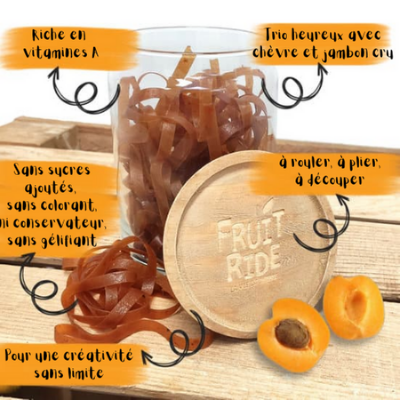 Riche en
vitamines A
Trio heureux avec
chèvre et jambon cru
Sans sucres
ajoutés,
sans colorant,
ni conservateur,
sans gélifiant
à rouler, à plier,
à découper
FRUIT
RIDE
Pour une créativité
sans limite